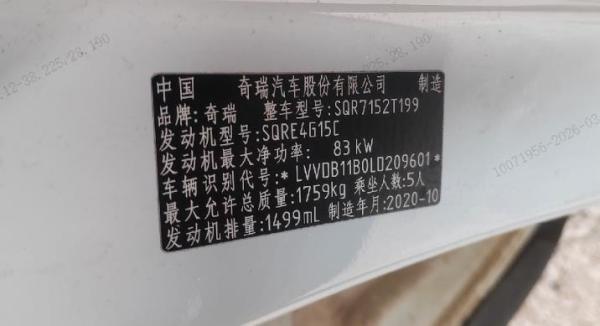 中国 奇瑞汽车股份有限公司 制造
品牌:奇瑞 整车型号:SQR7152T199
发动机型号:SQRE4G15C
发动机最大净功率: 83kW
车辆识别代号:*LVVDB11B0LD209601*
最大允许总质量:1759kg 乘坐人数:5人
发动机排量:1499mL 制造年月:2020-10